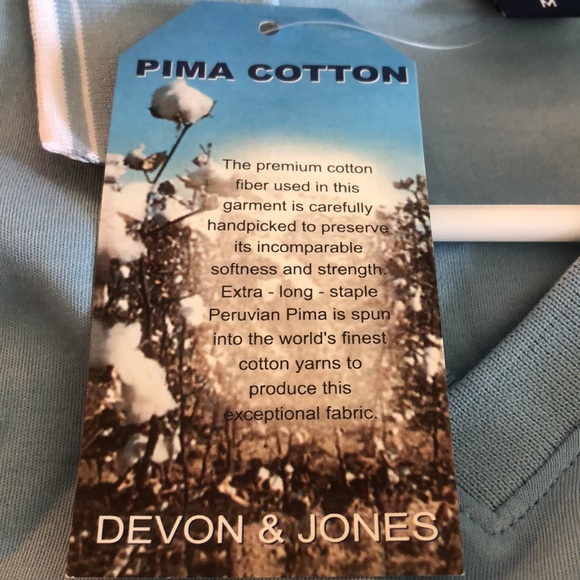 M
PIMA COTTON
The premium cotton
fiber used in this
garment is carefully
handpicked to preserve
its incomparable
softness and strength.
Extra - long - staple
Peruvian Pima is spun
into the world's finest
cotton yarns to
produce this
exceptional fabric.
DEVON & JONES